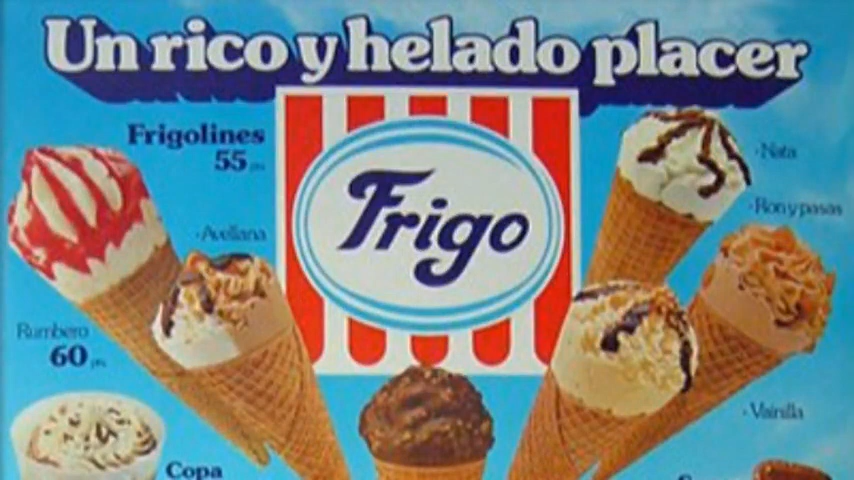 Un rico y helado placer
Frigolines
55 pts
Frigo
·Nata
·Ron y pasas
·Avellana
Rumbero
60 pts
·Vainilla
Copa